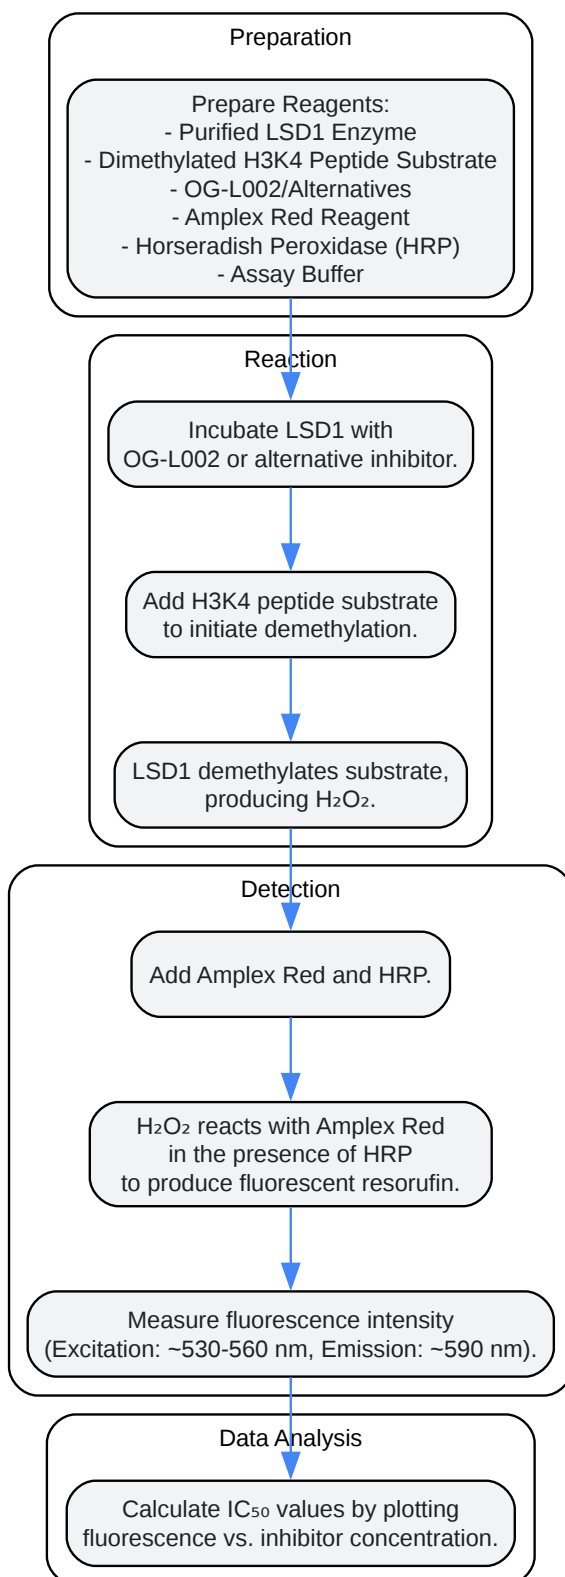 Preparation
Prepare Reagents:
- Purified LSD1 Enzyme
- Dimethylated H3K4 Peptide Substrate
- OG-L002/Alternatives
- Amplex Red Reagent
- Horseradish Peroxidase (HRP)
- Assay Buffer
Reaction
Incubate LSD1 with
OG-L002 or alternative inhibitor.
Add H3K4 peptide substrate
to initiate demethylation.
LSD1 demethylates substrate,
producing H₂O₂.
Detection
Add Amplex Red and HRP.
H₂O₂ reacts with Amplex Red
in the presence of HRP
to produce fluorescent resorufin.
Measure fluorescence intensity
(Excitation: ~530-560 nm, Emission: ~590 nm).
Data Analysis
Calculate IC₅₀ values by plotting
fluorescence vs. inhibitor concentration.